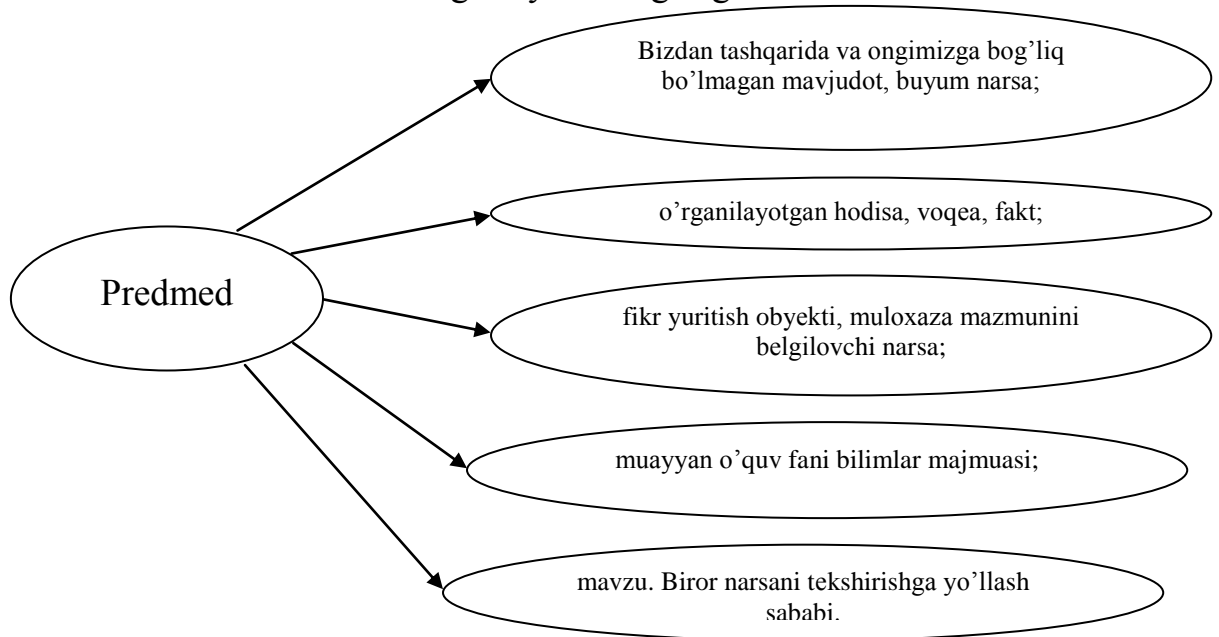 Bizdan tashqarida va ongimizga bog’liq
bo’lmagan mavjudot, buyum narsa;
o’rganilayotgan hodisa, voqea, fakt;
Predmed
fikr yuritish obyekti, muloxaza mazmunini
belgilovchi narsa;
muayyan o’quv fani bilimlar majmuasi;
mavzu. Biror narsani tekshirishga yo’llash
sababi.